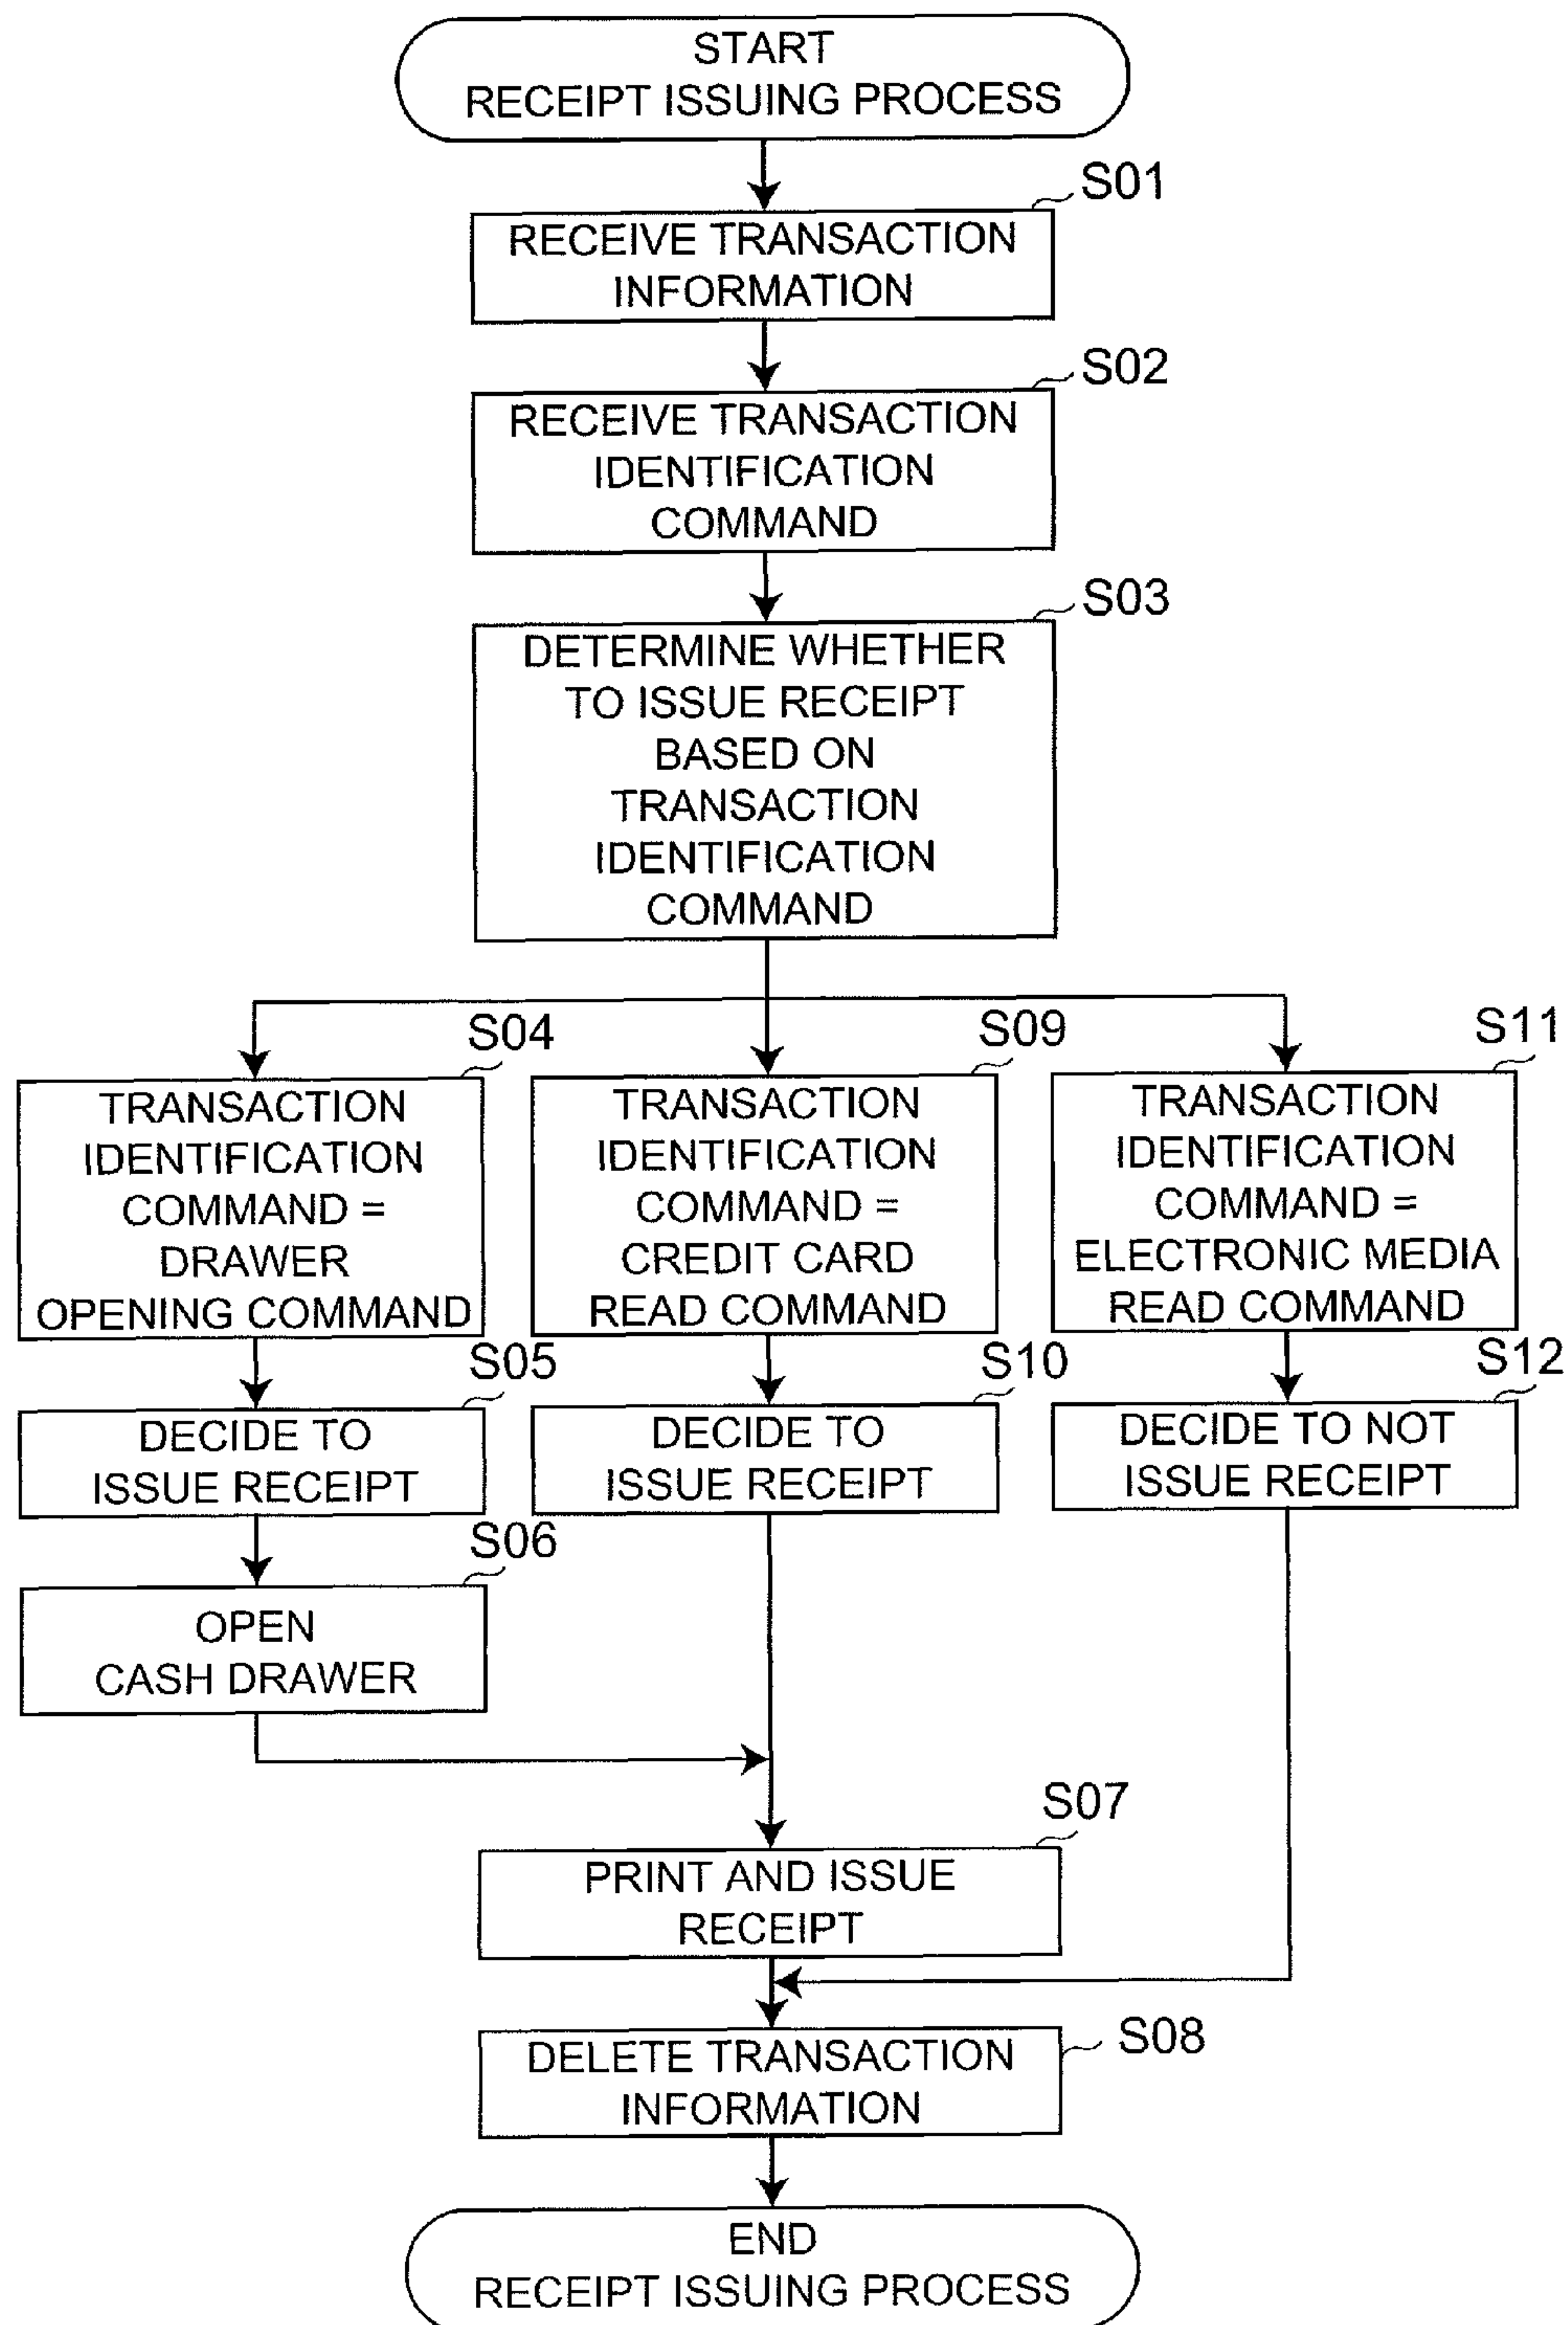 START
RECEIPT ISSUING PROCESS
S01
RECEIVE TRANSACTION
INFORMATION
S02
RECEIVE TRANSACTION
IDENTIFICATION
COMMAND
S03
DETERMINE WHETHER
TO ISSUE RECEIPT
BASED ON
TRANSACTION
IDENTIFICATION
COMMAND
S04
TRANSACTION
IDENTIFICATION
COMMAND =
DRAWER
OPENING COMMAND
S05
DECIDE TO
ISSUE RECEIPT
S06
OPEN
CASH DRAWER
S09
TRANSACTION
IDENTIFICATION
COMMAND =
CREDIT CARD
READ COMMAND
S10
DECIDE TO
ISSUE RECEIPT
S11
TRANSACTION
IDENTIFICATION
COMMAND =
ELECTRONIC MEDIA
READ COMMAND
S12
DECIDE TO NOT
ISSUE RECEIPT
S07
PRINT AND ISSUE
RECEIPT
S08
DELETE TRANSACTION
INFORMATION
END
RECEIPT ISSUING PROCESS